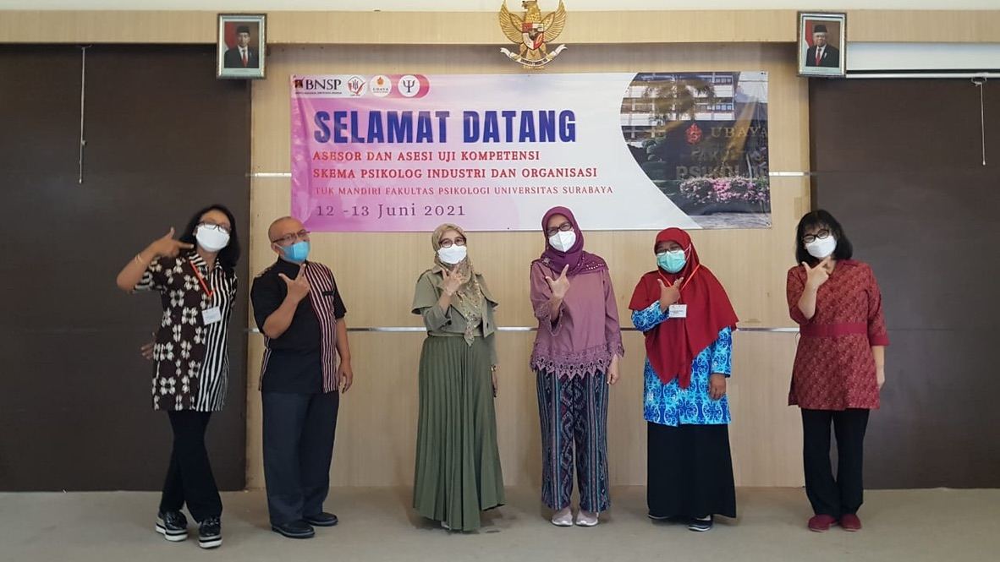 BNSP
UBAYA
SELAMAT DATANG
ASESOR DAN ASESI UJI KOMPETENSI
SKEMA PSIKOLOG INDUSTRI DAN ORGANISASI
TUK MANDIRI FAKULTAS PSIKOLOGI UNIVERSITAS SURABAYA
12 -13 Juni 2021
UBAYA
FAKULTAS